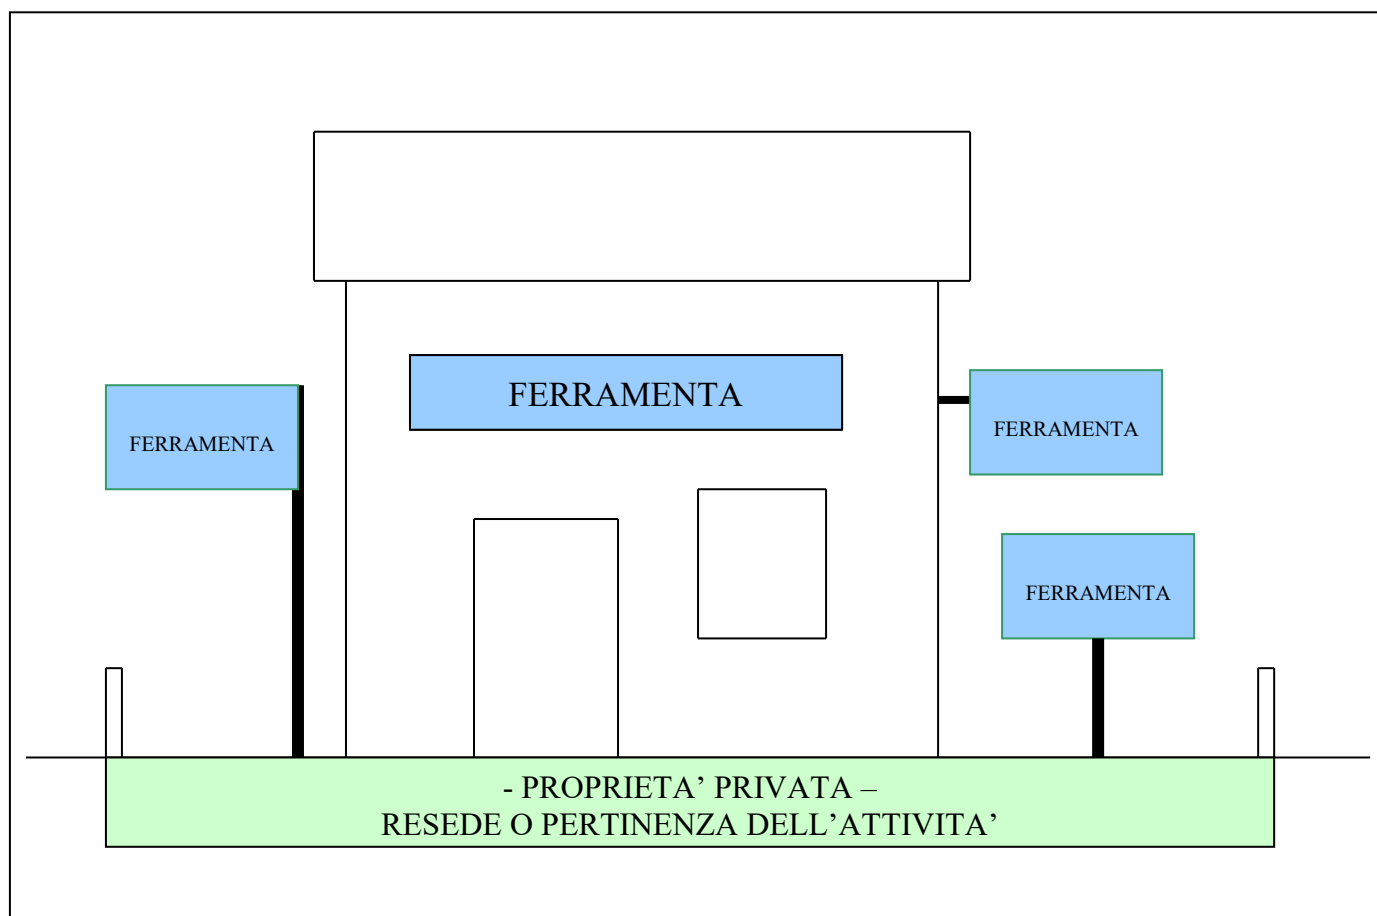 FERRAMENTA
FERRAMENTA
FERRAMENTA
FERRAMENTA
- PROPRIETA’ PRIVATA –
RESEDE O PERTINENZA DELL’ATTIVITA’